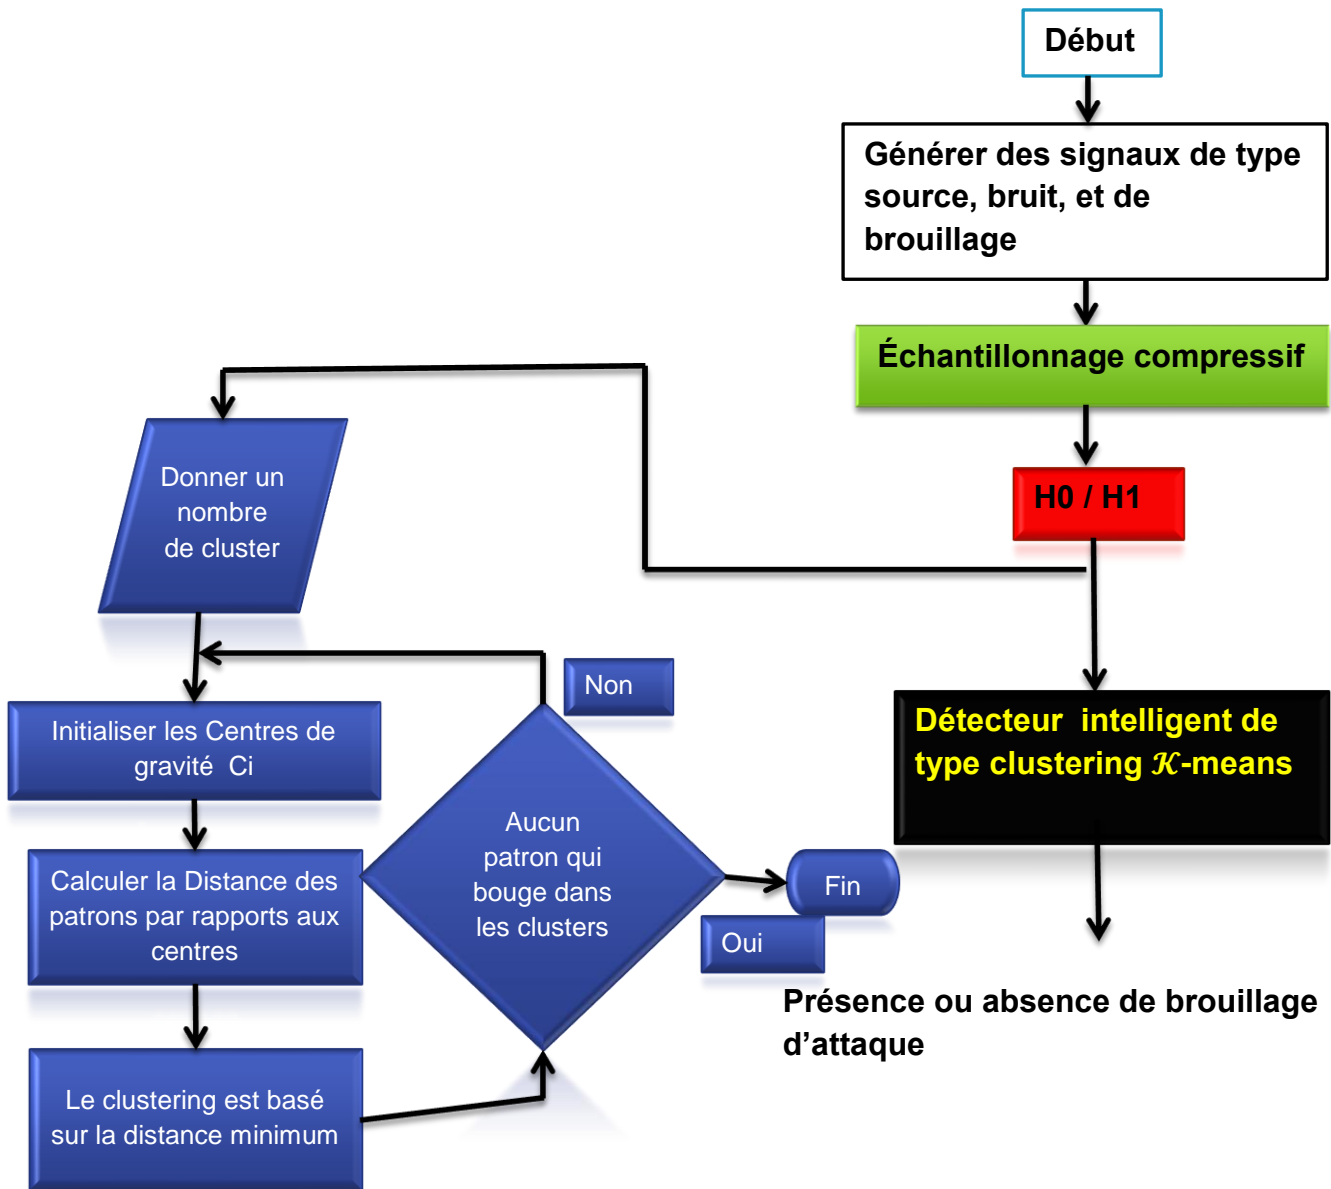 Début
Générer des signaux de type
source, bruit, et de
brouillage
Échantillonnage compressif
H0 / H1
Détecteur intelligent de
type clustering 𝒦-means
Présence ou absence de brouillage
d’attaque
Donner un
nombre
de cluster
Initialiser les Centres de
gravité Ci
Calculer la Distance des
patrons par rapports aux
centres
Le clustering est basé
sur la distance minimum
Aucun
patron qui
bouge dans
les clusters
Non
Oui
Fin